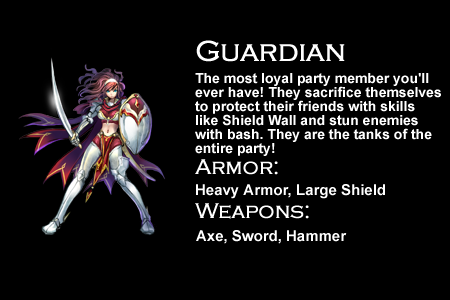 Guardian
The most loyal party member you'll
ever have! They sacrifice themselves
to protect their friends with skills
like Shield Wall and stun enemies
with bash. They are the tanks of the
entire party!
Armor:
Heavy Armor, Large Shield
Weapons:
Axe, Sword, Hammer